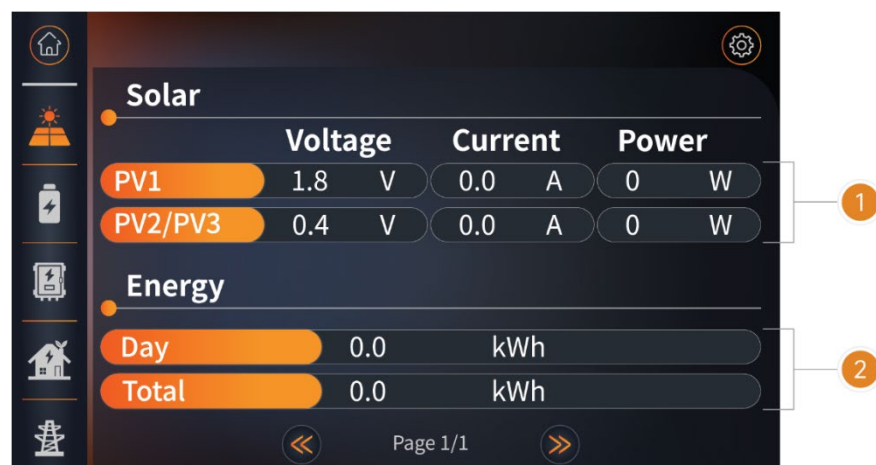 Solar
Voltage Current Power
PV1 1.8 V 0.0 A 0 W
1
PV2/PV3 0.4 V 0.0 A 0 W
Energy
Day 0.0 kWh
2
Total 0.0 kWh
Page 1/1